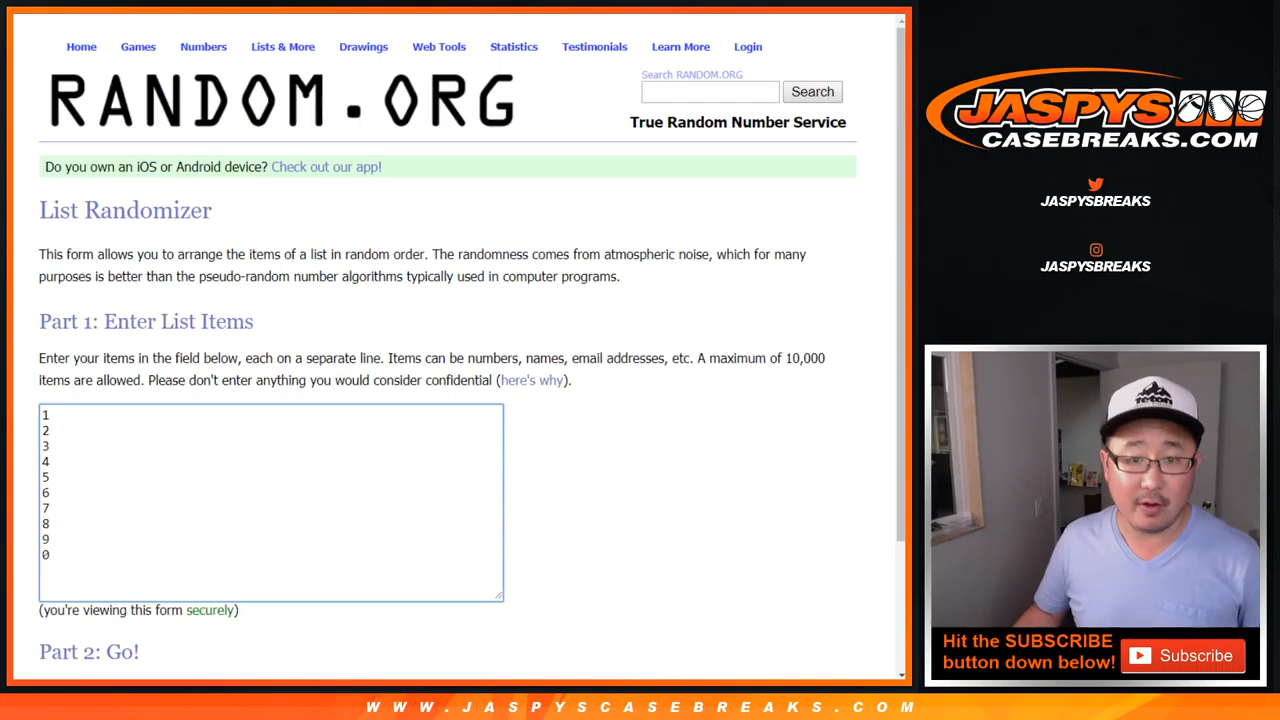 Home Games Numbers Lists & More Drawings Web Tools Statistics Testimonials Learn More Login
RANDOM.ORG
Search RANDOM.ORG
Search
True Random Number Service
Do you own an iOS or Android device? Check out our app!
List Randomizer
This form allows you to arrange the items of a list in random order. The randomness comes from atmospheric noise, which for many
purposes is better than the pseudo-random number algorithms typically used in computer programs.
Part 1: Enter List Items
Enter your items in the field below, each on a separate line. Items can be numbers, names, email addresses, etc. A maximum of 10,000
items are allowed. Please don't enter anything you would consider confidential (here's why).
1
2
3
4
5
6
7
8
9
0
(you're viewing this form securely)
Part 2: Go!
JASPYS
CASEBREAKS.COM
JASPYSBREAKS
JASPYSBREAKS
Teton
Hit the SUBSCRIBE
button down below!
Subscribe
WWW.JASPYSCASEBREAKS.COM